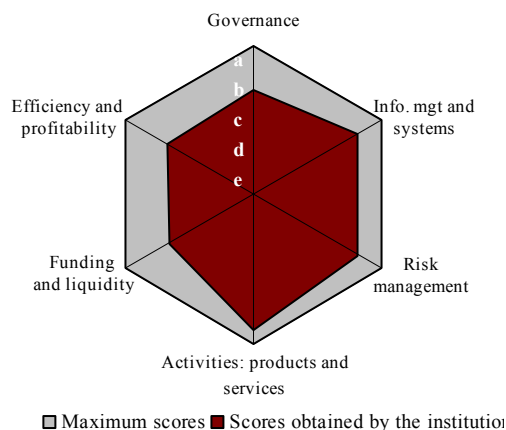 Governance
a
b
c
d
e
Efficiency and
profitability
Info. mgt and
systems
Funding
and liquidity
Risk
management
Activities: products and
services
Maximum scores Scores obtained by the institution